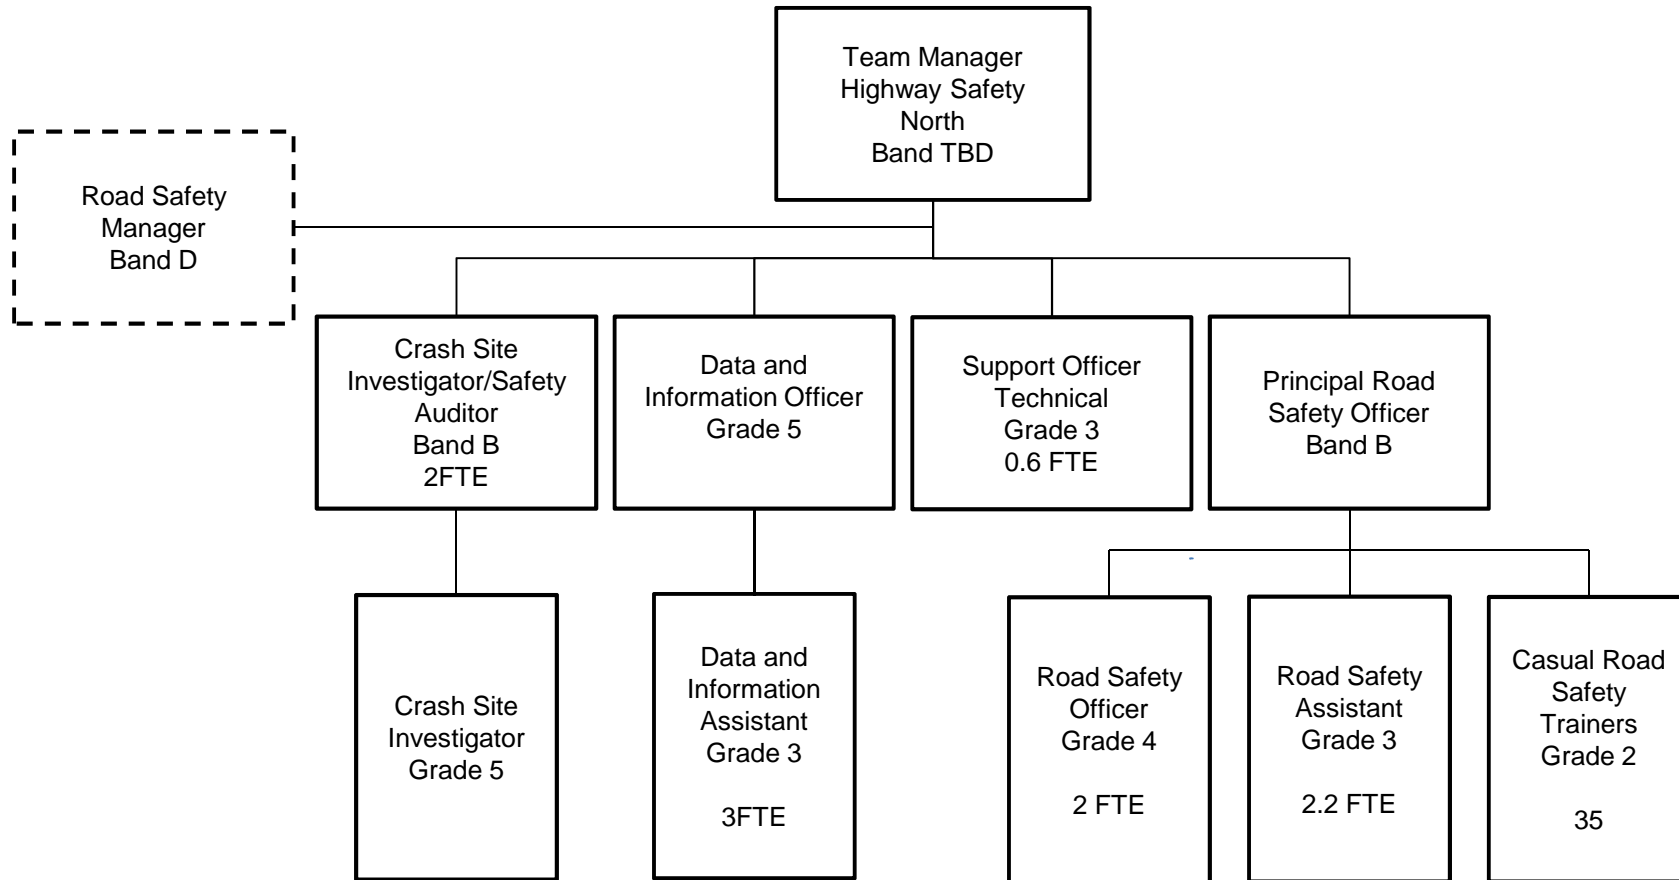 Team Manager
Highway Safety
North
Band TBD
Road Safety
Manager
Band D
Crash Site
Investigator/Safety
Auditor
Band B
2FTE
Data and
Information Officer
Grade 5
Support Officer
Technical
Grade 3
0.6 FTE
Principal Road
Safety Officer
Band B
Crash Site
Investigator
Grade 5
Data and
Information
Assistant
Grade 3
3FTE
Road Safety
Officer
Grade 4
2 FTE
Road Safety
Assistant
Grade 3
2.2 FTE
Casual Road
Safety
Trainers
Grade 2
35